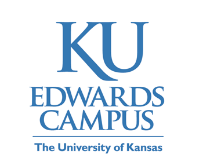 KU
EDWARDS
CAMPUS
The University of Kansas